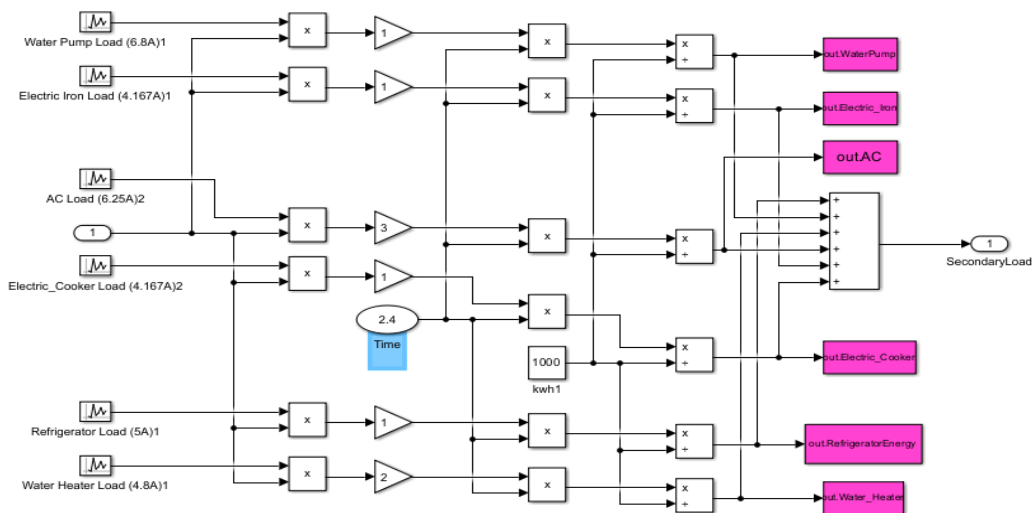 x
1
x
x
÷
out.WaterPump
Water Pump Load (6.8A)1
x
1
x
x
÷
out.Electric_Iron
Electric Iron Load (4.167A)1
out.AC
AC Load (6.25A)2
x
3
x
x
÷
+
+
+
+
+
+
1
SecondaryLoad
1
x
1
Electric_Cooker Load (4.167A)2
2.4
Time
x
x
÷
out.Electric_Cooker
1000
kwh1
x
1
x
x
÷
out.RefrigeratorEnergy
Refrigerator Load (5A)1
x
2
x
x
÷
out.Water_Heater
Water Heater Load (4.8A)1